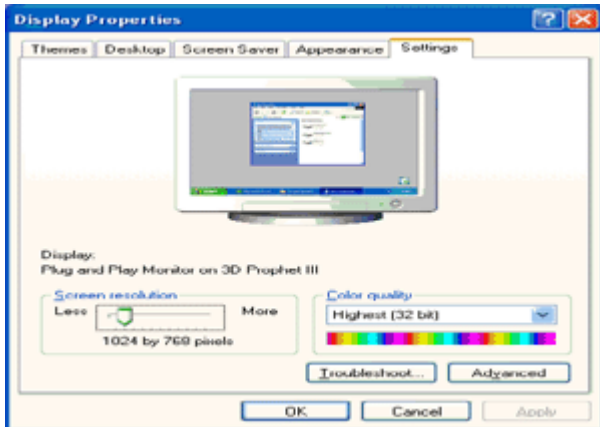 Display Properties
Themes Desktop Screen Saver Appearance Settings
Display:
Plug and Play Monitor on 3D Prophet III
Screen resolution
Less More
1024 by 768 pixels
Color quality
Highest (32 bit)
Troubleshoot... Advanced
OK Cancel Apply